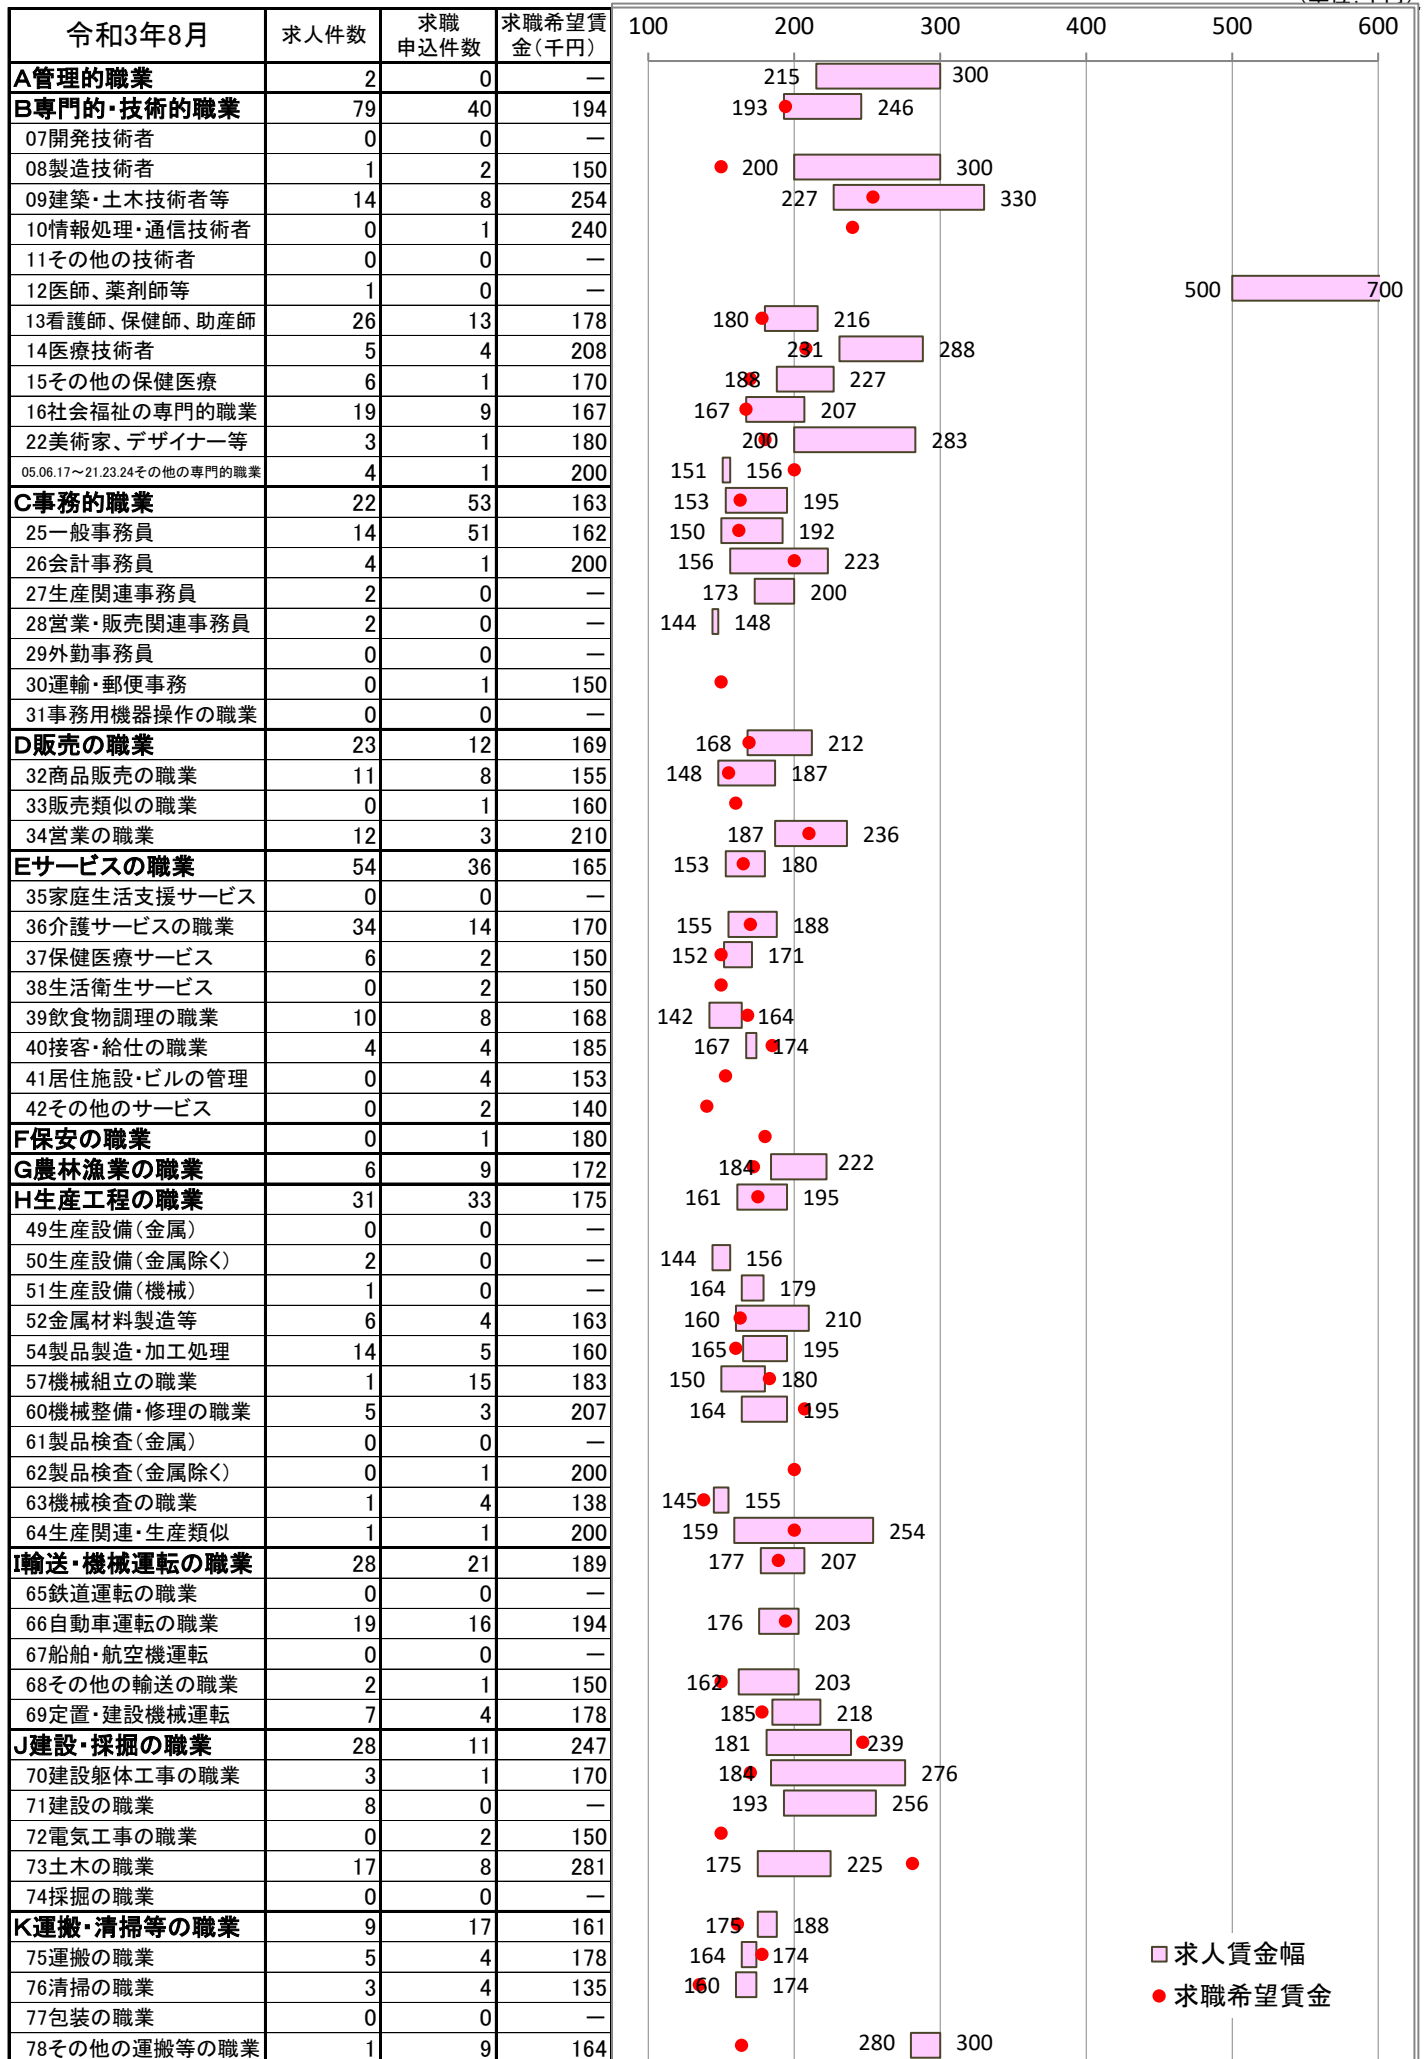 令和3年8月 求人件数 求職申込件数 求職希望賃金(千円) 100 200 300 400 500 600
A管理的職業 2 0 － 215 300
B専門的・技術的職業 79 40 194 193 246
07開発技術者 0 0 －
08製造技術者 1 2 150 200 300
09建築・土木技術者等 14 8 254 227 330
10情報処理・通信技術者 0 1 240
11その他の技術者 0 0 －
12医師、薬剤師等 1 0 － 500 700
13看護師、保健師、助産師 26 13 178 180 216
14医療技術者 5 4 208 231 288
15その他の保健医療 6 1 170 188 227
16社会福祉の専門的職業 19 9 167 167 207
22美術家、デザイナー等 3 1 180 200 283
05.06.17～21.23.24その他の専門的職業 4 1 200 151 156
C事務的職業 22 53 163 153 195
25一般事務員 14 51 162 150 192
26会計事務員 4 1 200 156 223
27生産関連事務員 2 0 － 173 200
28営業・販売関連事務員 2 0 － 144 148
29外勤事務員 0 0 －
30運輸・郵便事務 0 1 150
31事務用機器操作の職業 0 0 －
D販売の職業 23 12 169 168 212
32商品販売の職業 11 8 155 148 187
33販売類似の職業 0 1 160
34営業の職業 12 3 210 187 236
Eサービスの職業 54 36 165 153 180
35家庭生活支援サービス 0 0 －
36介護サービスの職業 34 14 170 155 188
37保健医療サービス 6 2 150 152 171
38生活衛生サービス 0 2 150
39飲食物調理の職業 10 8 168 142 164
40接客・給仕の職業 4 4 185 167 174
41居住施設・ビルの管理 0 4 153
42その他のサービス 0 2 140
F保安の職業 0 1 180
G農林漁業の職業 6 9 172 184 222
H生産工程の職業 31 33 175 161 195
49生産設備(金属) 0 0 －
50生産設備(金属除く) 2 0 － 144 156
51生産設備(機械) 1 0 － 164 179
52金属材料製造等 6 4 163 160 210
54製品製造・加工処理 14 5 160 165 195
57機械組立の職業 1 15 183 150 180
60機械整備・修理の職業 5 3 207 164 195
61製品検査(金属) 0 0 －
62製品検査(金属除く) 0 1 200
63機械検査の職業 1 4 138 145 155
64生産関連・生産類似 1 1 200 159 254
I輸送・機械運転の職業 28 21 189 177 207
65鉄道運転の職業 0 0 －
66自動車運転の職業 19 16 194 176 203
67船舶・航空機運転 0 0 －
68その他の輸送の職業 2 1 150 162 203
69定置・建設機械運転 7 4 178 185 218
J建設・採掘の職業 28 11 247 181 239
70建設躯体工事の職業 3 1 170 184 276
71建設の職業 8 0 － 193 256
72電気工事の職業 0 2 150
73土木の職業 17 8 281 175 225
74採掘の職業 0 0 －
K運搬・清掃等の職業 9 17 161 175 188
75運搬の職業 5 4 178 164 174
76清掃の職業 3 4 135 160 174
77包装の職業 0 0 －
78その他の運搬等の職業 1 9 164 280 300
求人賃金幅
求職希望賃金